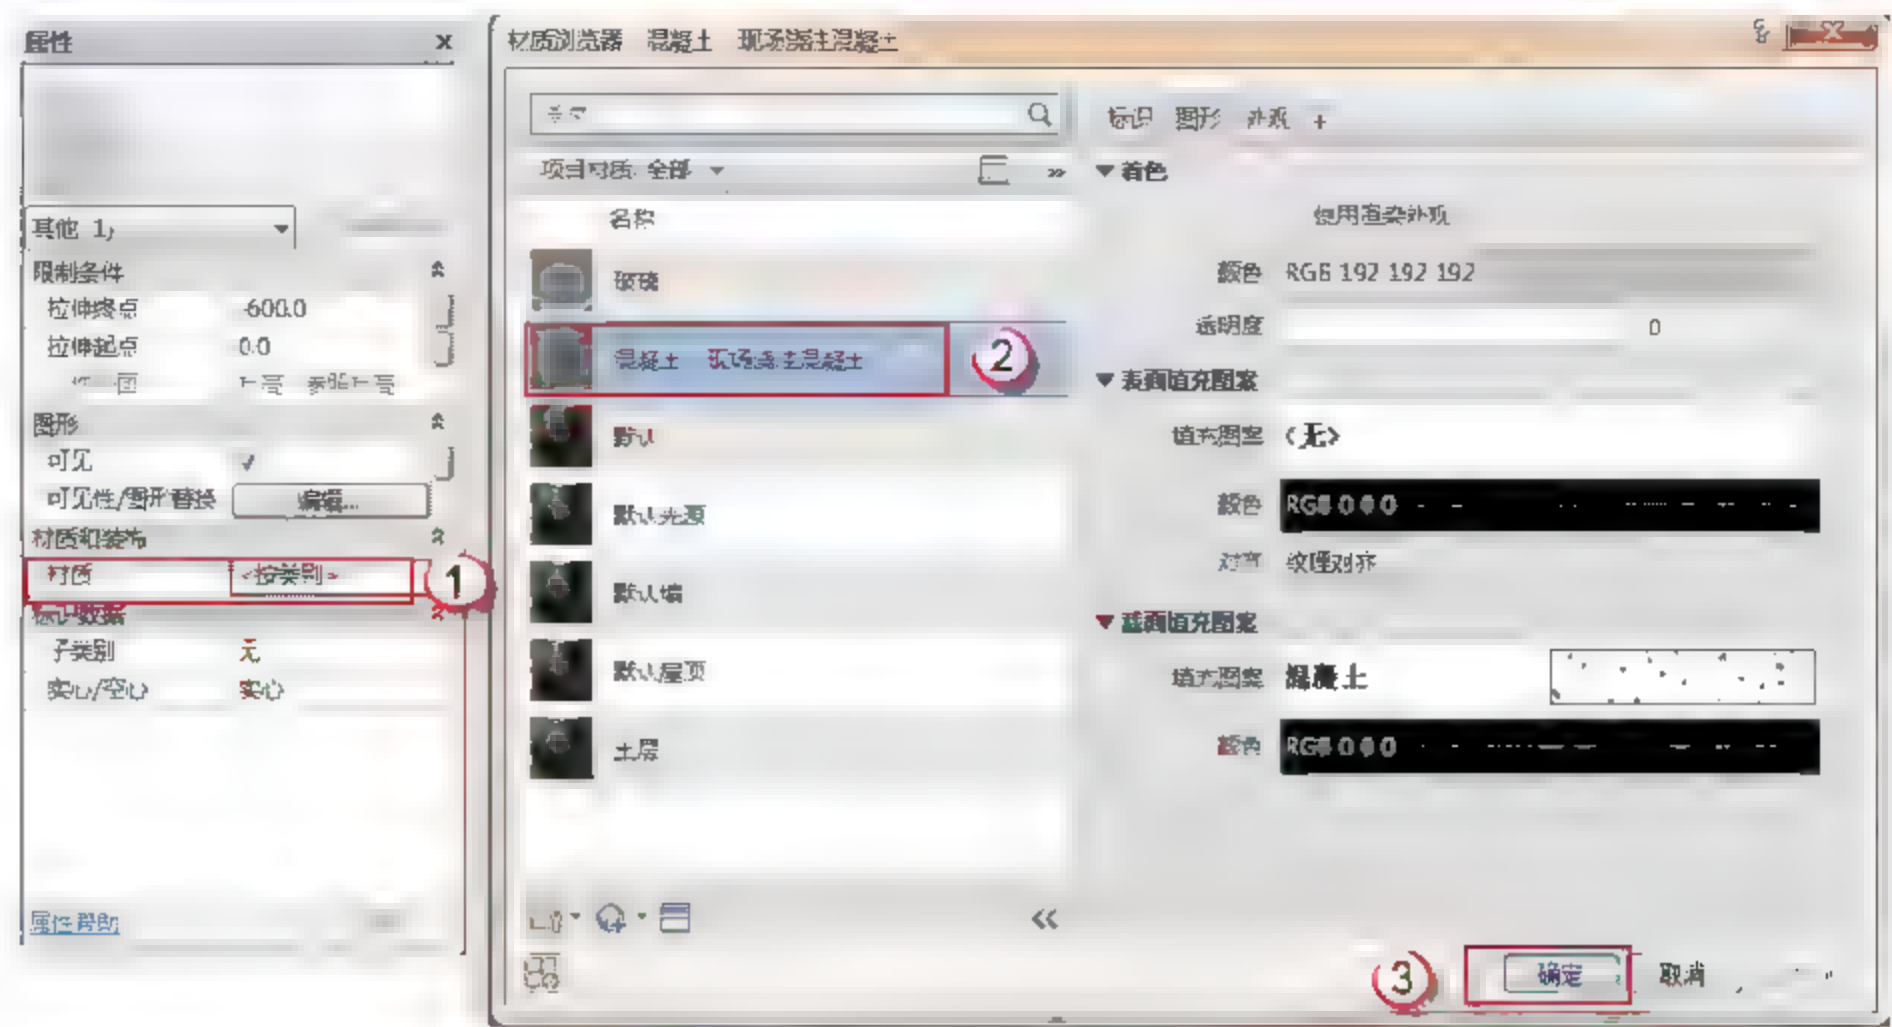 属性
其他 1)
限制条件
拉伸终点 -600.0
拉伸起点 0.0
图形
可见
可见性/图形替换 编辑...
材质和装饰
材质 <按类别>
1
标识数据
子类别 无
实心/空心 实心
属性帮助
材质浏览器 混凝土 现场浇注混凝土
项目材质: 全部
名称
玻璃
混凝土 现场浇注混凝土
2
默认
默认光源
默认墙
默认屋顶
土层
标识 图形 外观 +
着色
使用渲染外观
颜色 RGB 192 192 192
透明度 0
表面填充图案
填充图案 <无>
颜色 RGB 0 0 0
对齐 纹理对齐
截面填充图案
填充图案 混凝土
颜色 RGB 0 0 0
3
确定 取消